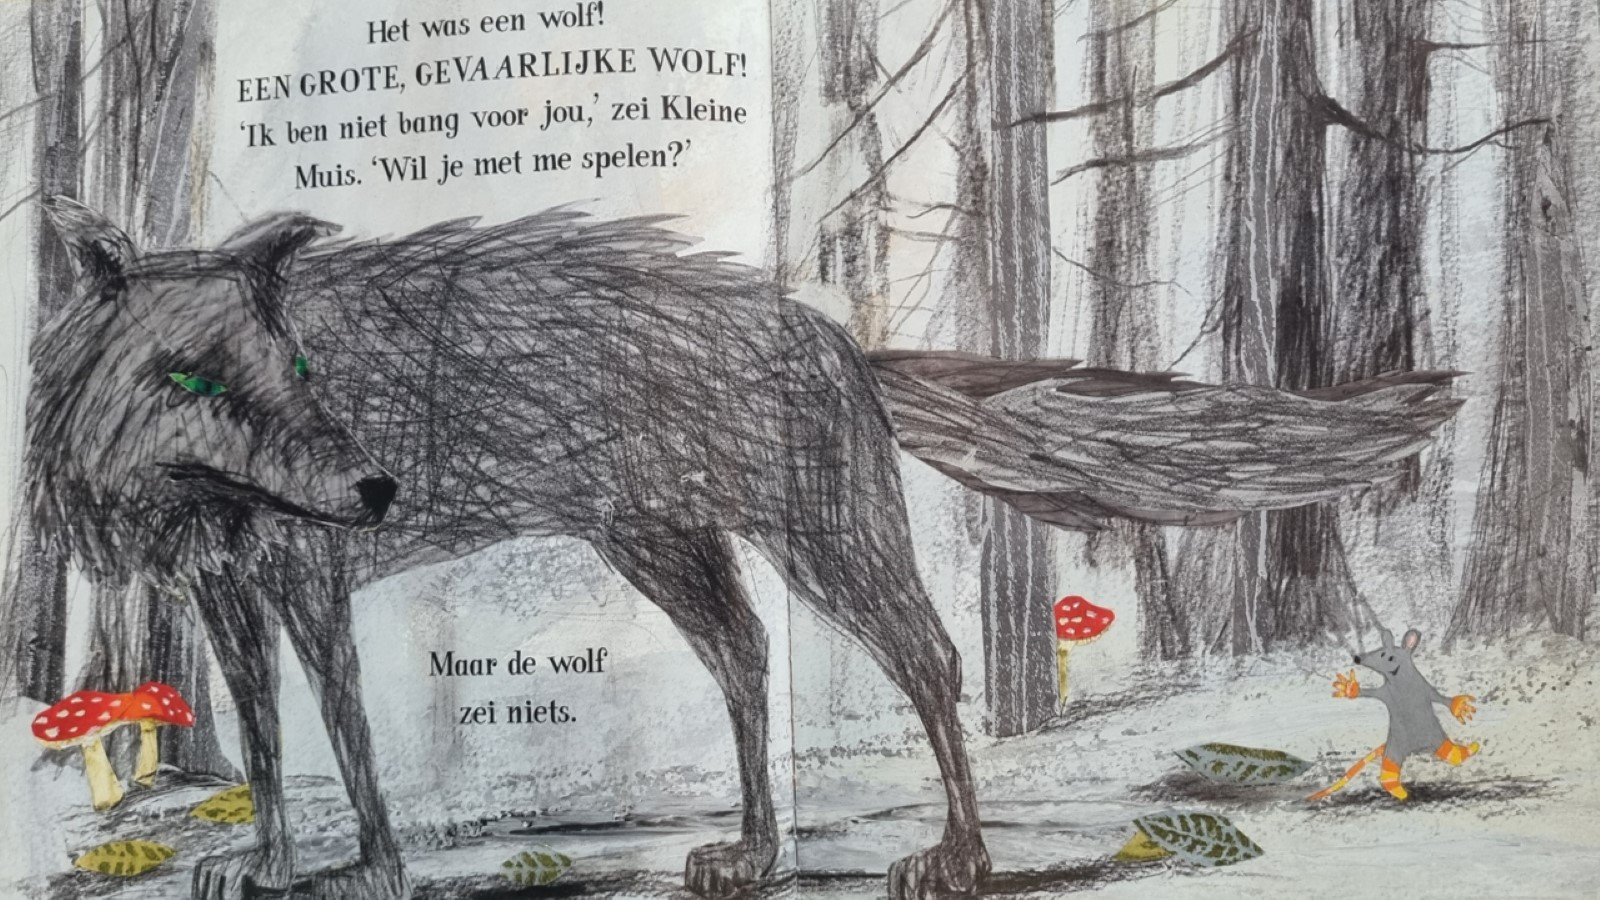 Het was een wolf!
EEN GROTE, GEVAARLIJKE WOLF!
‘Ik ben niet bang voor jou,’ zei Kleine
Muis. ‘Wil je met me spelen?’
Maar de wolf
zei niets.